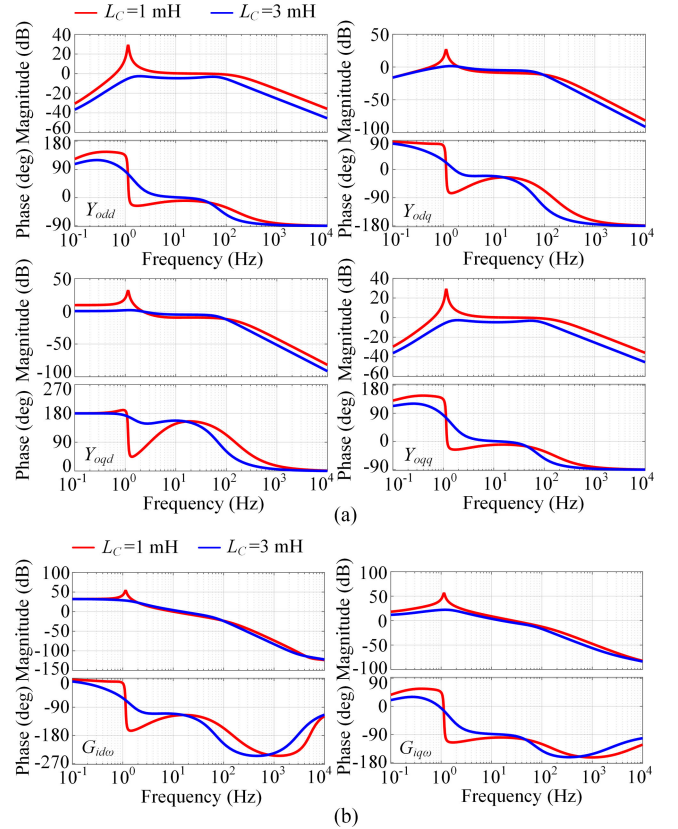 L_C=1 mH L_C=3 mH
Magnitude (dB)
40
20
0
-20
-40
-60
Phase (deg)
180
90
0
-90
Y_odd
10^-1 10^0 10^1 10^2 10^3 10^4
Frequency (Hz)
Magnitude (dB)
50
0
-50
-100
Phase (deg)
90
0
-90
-180
Y_odq
10^-1 10^0 10^1 10^2 10^3 10^4
Frequency (Hz)
Magnitude (dB)
50
0
-50
-100
Phase (deg)
270
180
90
0
Y_oqd
10^-1 10^0 10^1 10^2 10^3 10^4
Frequency (Hz)
Magnitude (dB)
40
20
0
-20
-40
-60
Phase (deg)
180
90
0
-90
Y_oqq
10^-1 10^0 10^1 10^2 10^3 10^4
Frequency (Hz)
(a)
L_C=1 mH L_C=3 mH
Magnitude (dB)
100
50
0
-50
-100
-150
Phase (deg)
0
-90
-180
-270
G_idω
10^-1 10^0 10^1 10^2 10^3 10^4
Frequency (Hz)
Magnitude (dB)
100
50
0
-50
-100
Phase (deg)
90
0
-90
-180
G_iqω
10^-1 10^0 10^1 10^2 10^3 10^4
Frequency (Hz)
(b)